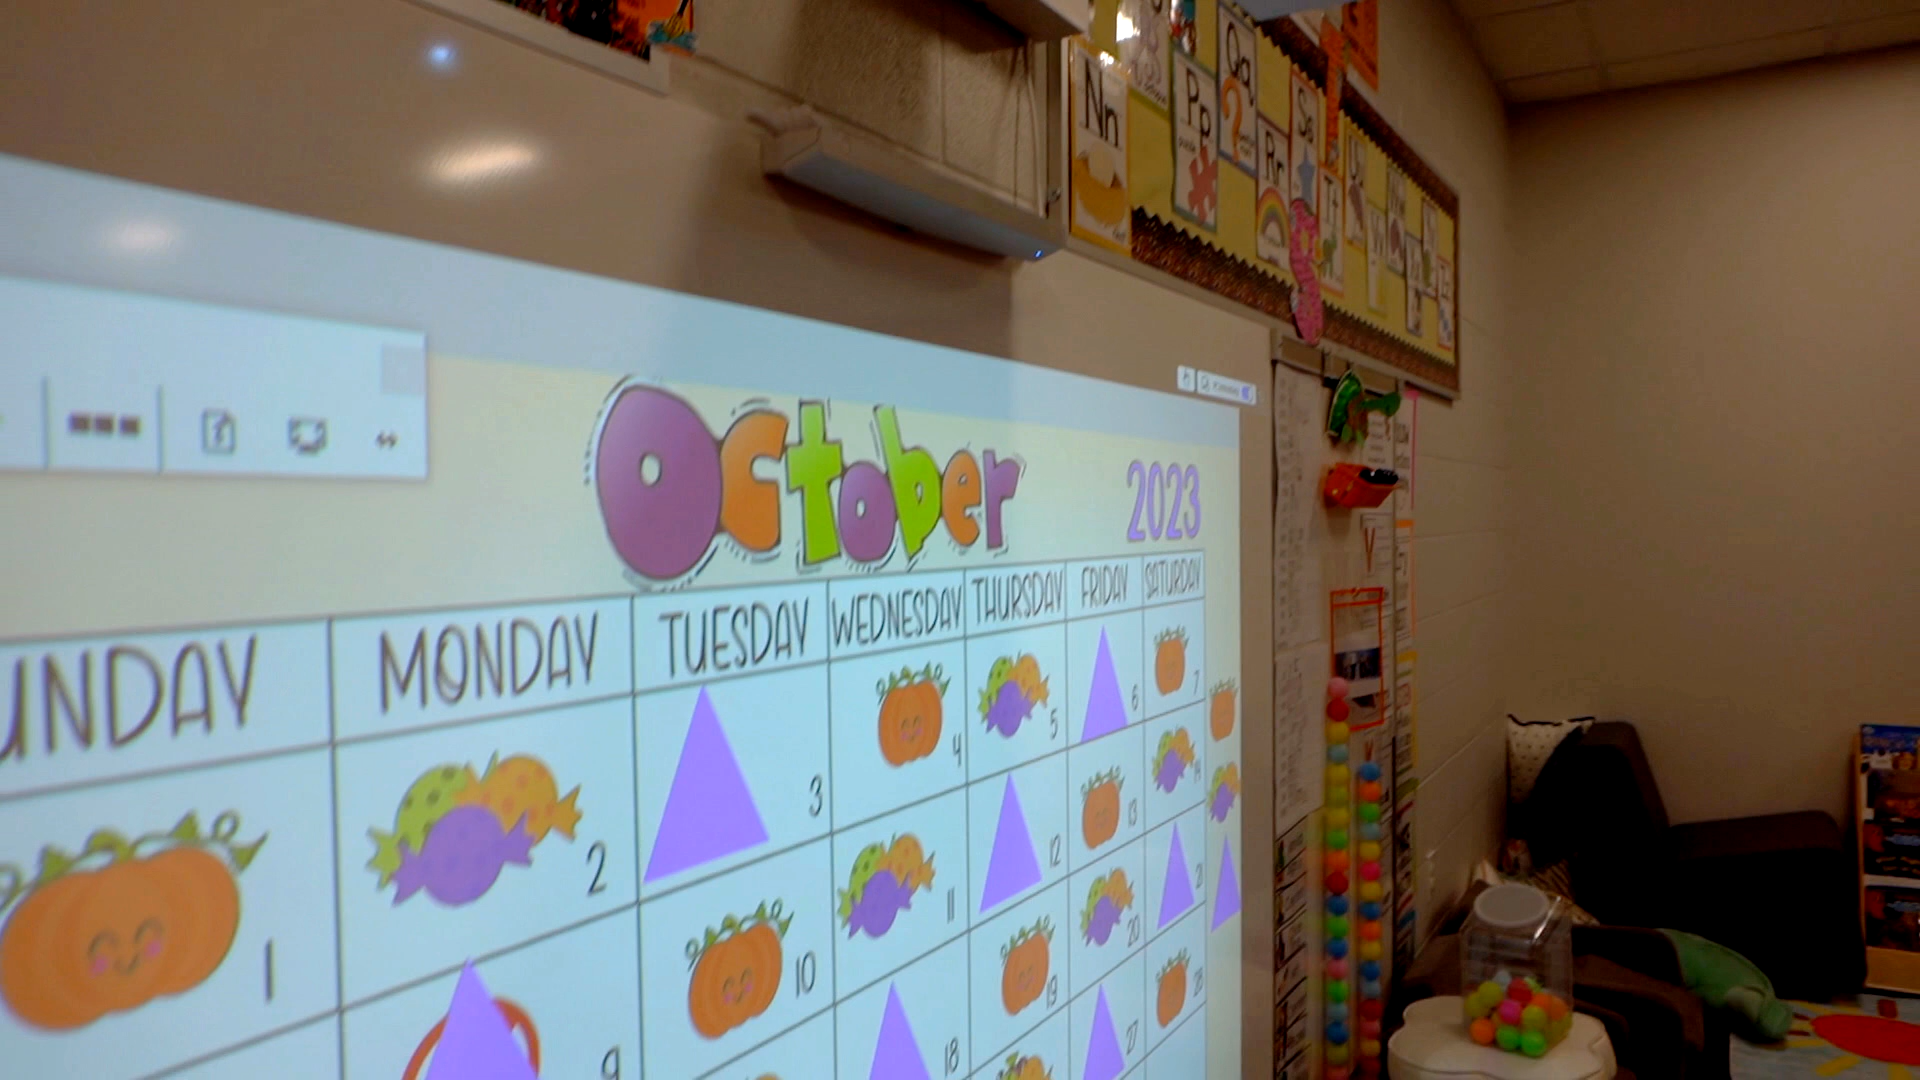 Nn
Pp
Qq
Rr
Ss
Tt
October
2023
UNDAY MONDAY TUESDAY WEDNESDAY THURSDAY FRIDAY SATURDAY
1 2 3 4 5 6 7
9 10 11 12 13 14
18 19 20 21
27 28